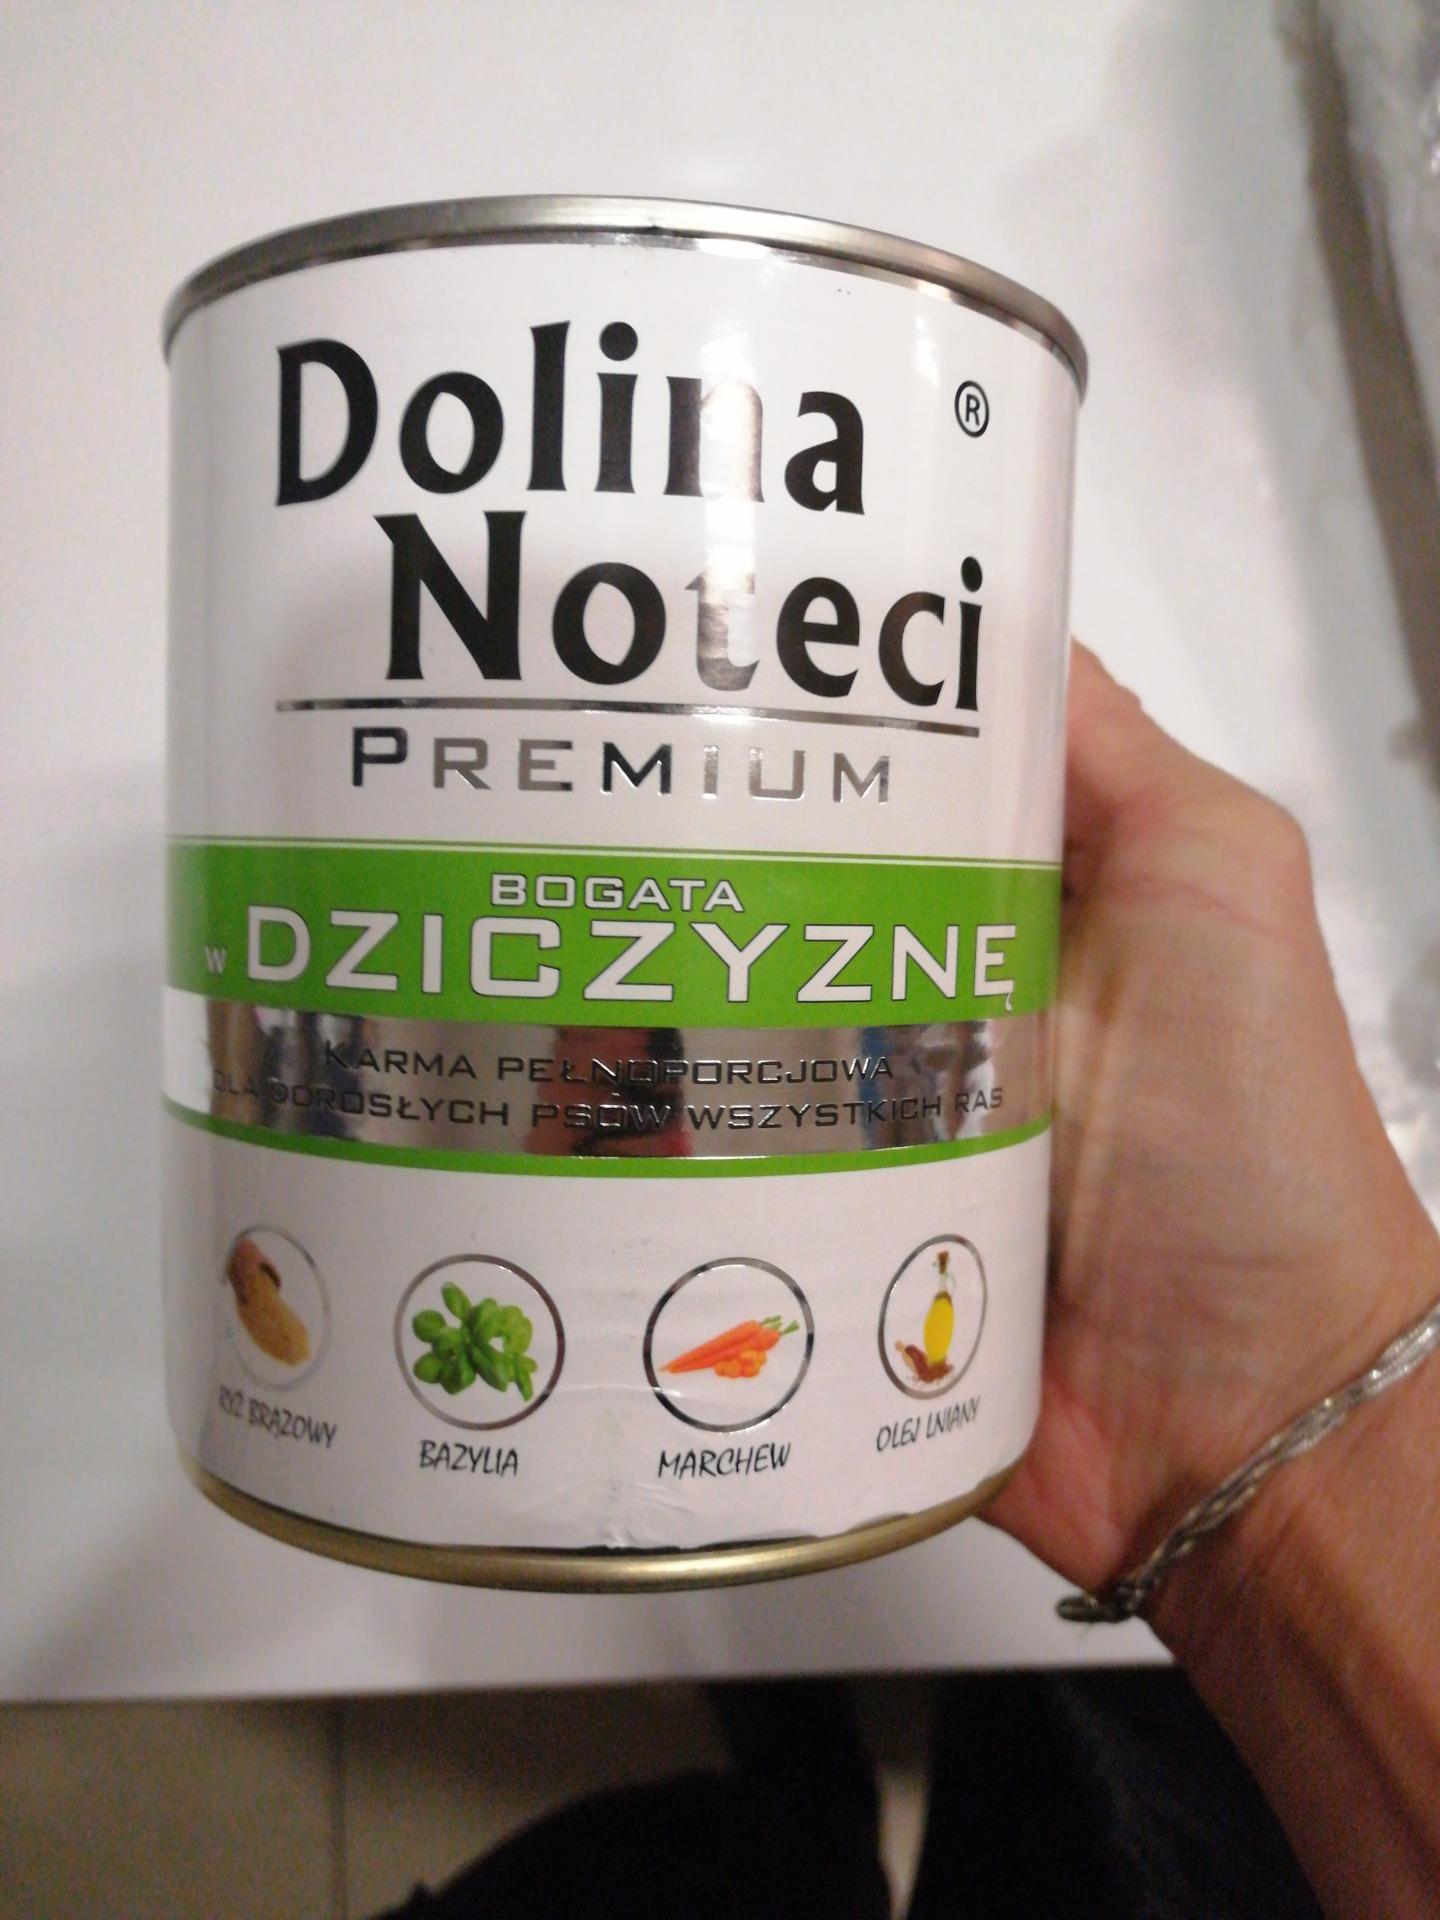 Dolina
®
Noteci
PREMIUM
BOGATA
w DZICZYZNĘ
KARMA PEŁNOPORCJOWA
DLA DOROSŁYCH PSÓW WSZYSTKICH RAS
RYŻ BRĄZOWY
BAZYLIA
MARCHEW
OLEJ LNIANY